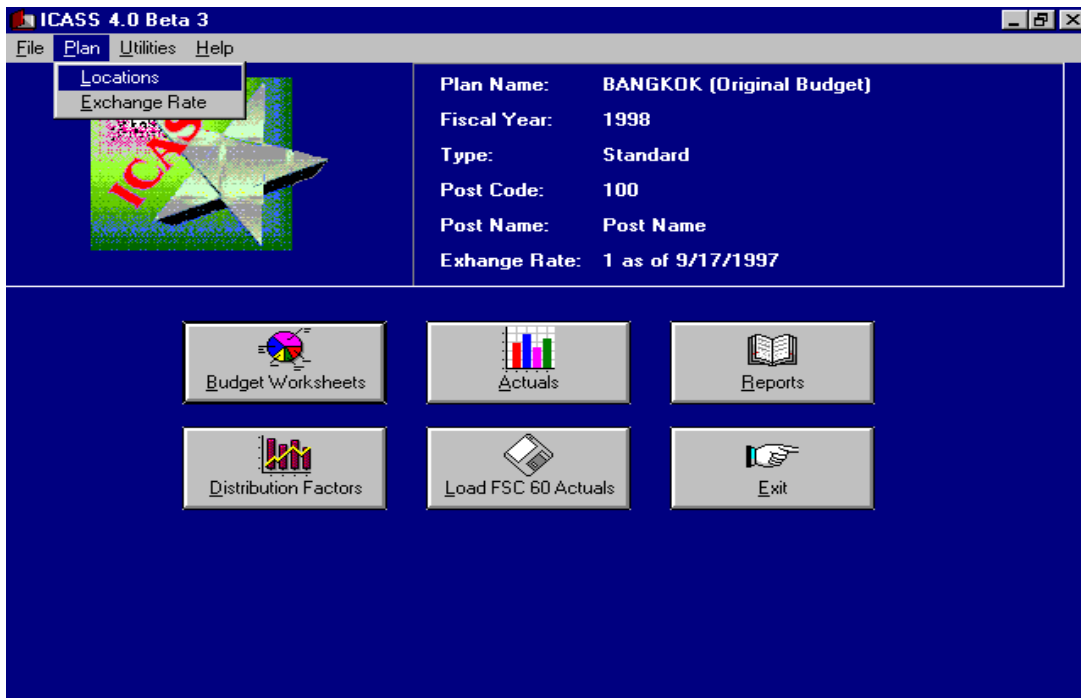 ICASS 4.0 Beta 3
File Plan Utilities Help
Locations
Exchange Rate
ICASS
Plan Name: BANGKOK (Original Budget)
Fiscal Year: 1998
Type: Standard
Post Code: 100
Post Name: Post Name
Exhange Rate: 1 as of 9/17/1997
Budget Worksheets
Actuals
Reports
Distribution Factors
Load FSC 60 Actuals
Exit